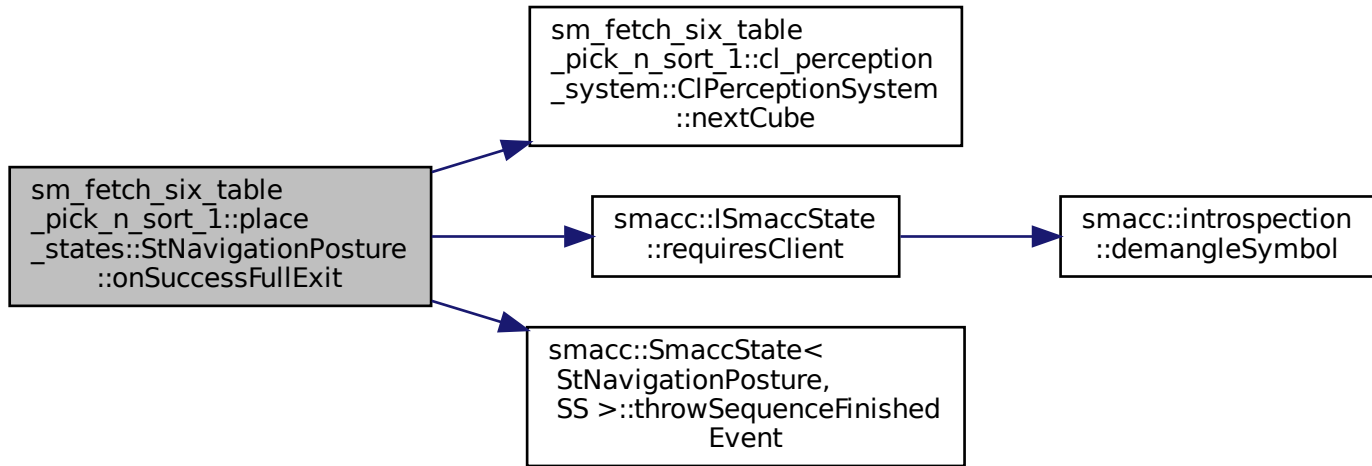 sm_fetch_six_table
_pick_n_sort_1::cl_perception
_system::ClPerceptionSystem
::nextCube
sm_fetch_six_table
_pick_n_sort_1::place
_states::StNavigationPosture
::onSuccessFullExit
smacc::ISmaccState
::requiresClient
smacc::introspection
::demangleSymbol
smacc::SmaccState<
StNavigationPosture,
SS >::throwSequenceFinished
Event